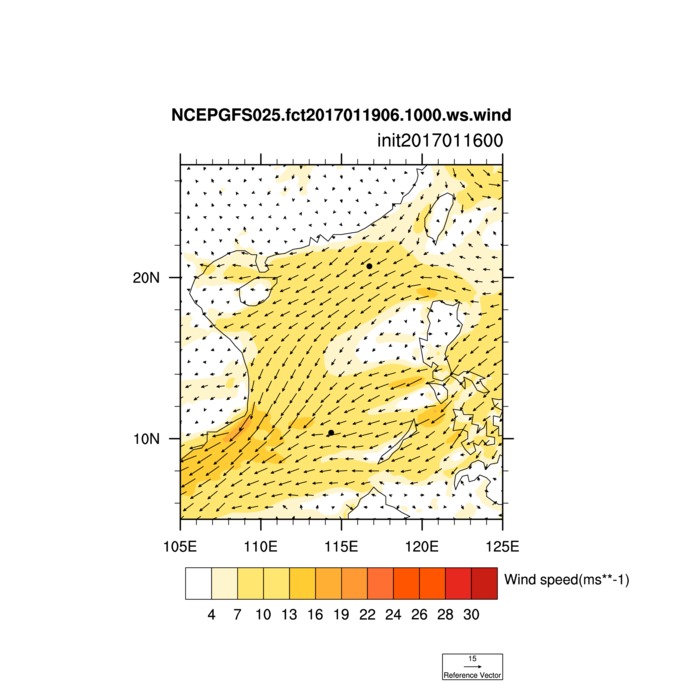 NCEPGFS025.fct2017011906.1000.ws.wind
init2017011600
20N
10N
105E 110E 115E 120E 125E
Wind speed(ms**-1)
4 7 10 13 16 19 22 24 26 28 30
15
Reference Vector